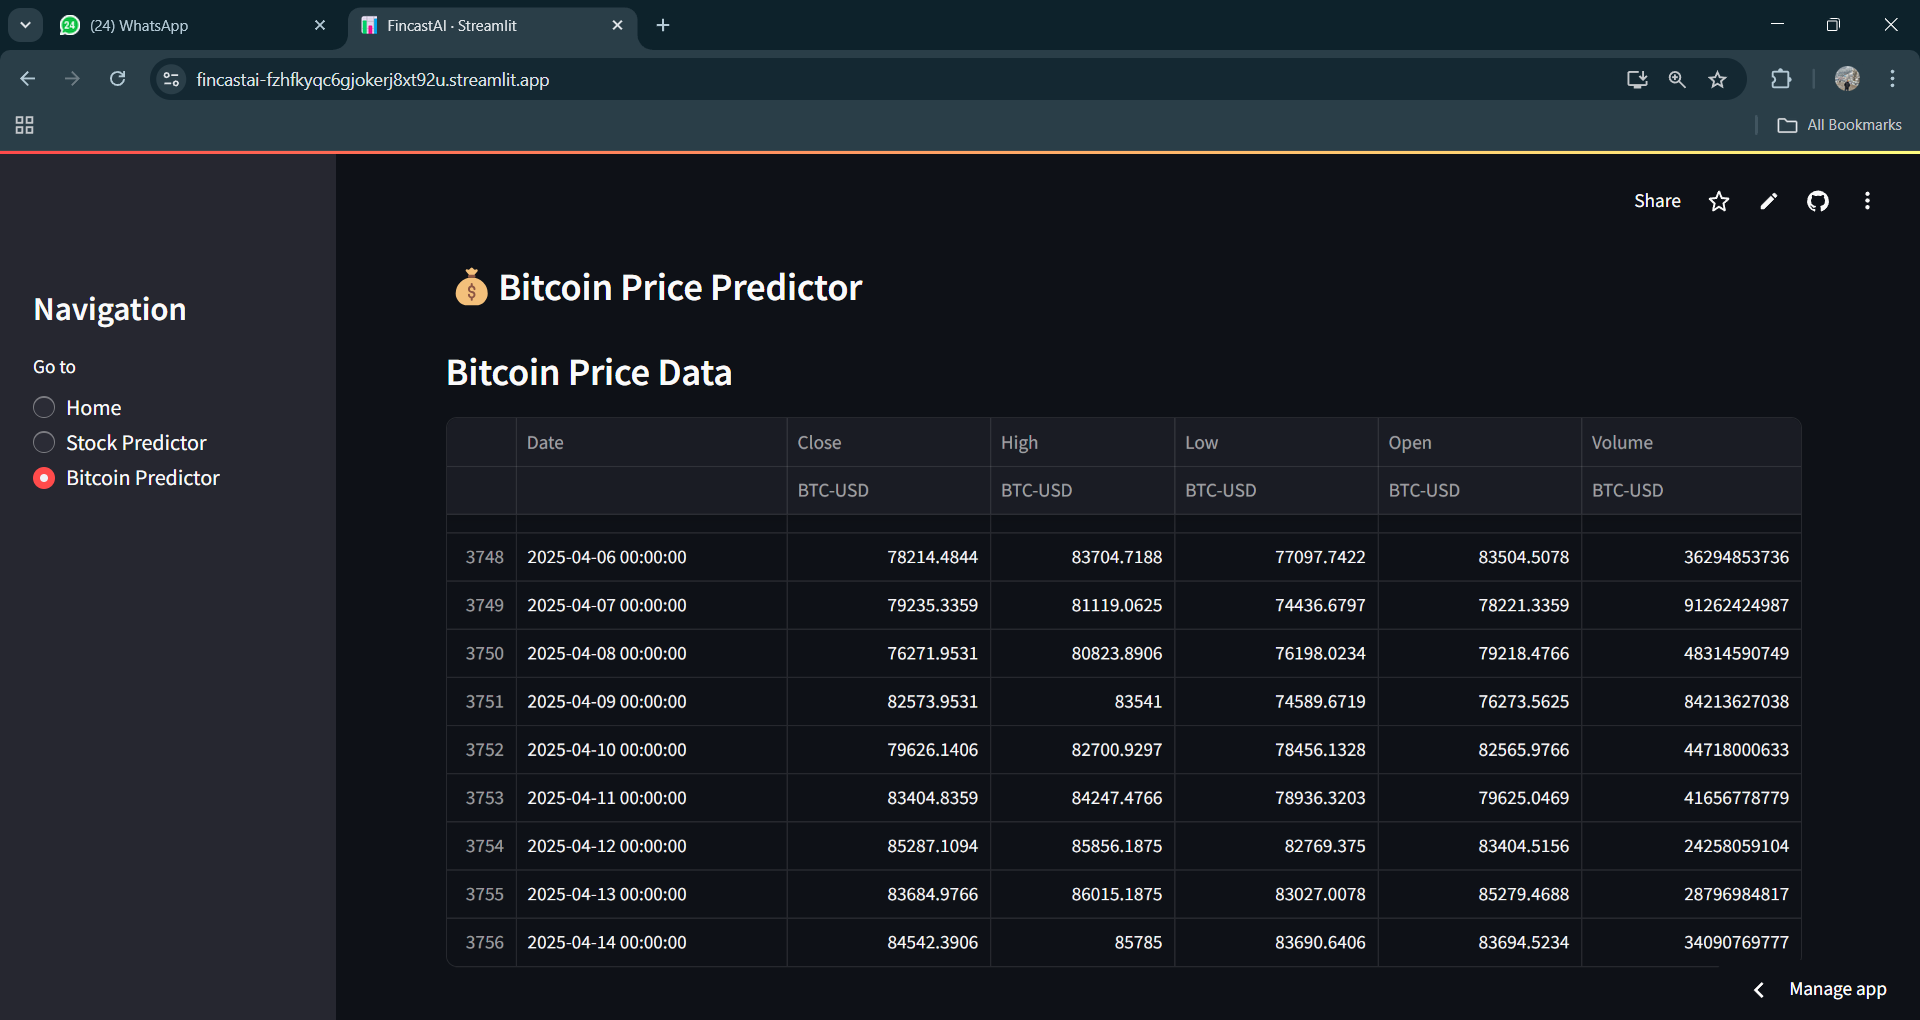 24 (24) WhatsApp
FincastAI · Streamlit
fincastai-fzhfkyqc6gjokerj8xt92u.streamlit.app
All Bookmarks
Share
Navigation
Go to
Home
Stock Predictor
Bitcoin Predictor
$ Bitcoin Price Predictor
Bitcoin Price Data
Date Close High Low Open Volume
BTC-USD BTC-USD BTC-USD BTC-USD BTC-USD
3748 2025-04-06 00:00:00 78214.4844 83704.7188 77097.7422 83504.5078 36294853736
3749 2025-04-07 00:00:00 79235.3359 81119.0625 74436.6797 78221.3359 91262424987
3750 2025-04-08 00:00:00 76271.9531 80823.8906 76198.0234 79218.4766 48314590749
3751 2025-04-09 00:00:00 82573.9531 83541 74589.6719 76273.5625 84213627038
3752 2025-04-10 00:00:00 79626.1406 82700.9297 78456.1328 82565.9766 44718000633
3753 2025-04-11 00:00:00 83404.8359 84247.4766 78936.3203 79625.0469 41656778779
3754 2025-04-12 00:00:00 85287.1094 85856.1875 82769.375 83404.5156 24258059104
3755 2025-04-13 00:00:00 83684.9766 86015.1875 83027.0078 85279.4688 28796984817
3756 2025-04-14 00:00:00 84542.3906 85785 83690.6406 83694.5234 34090769777
Manage app